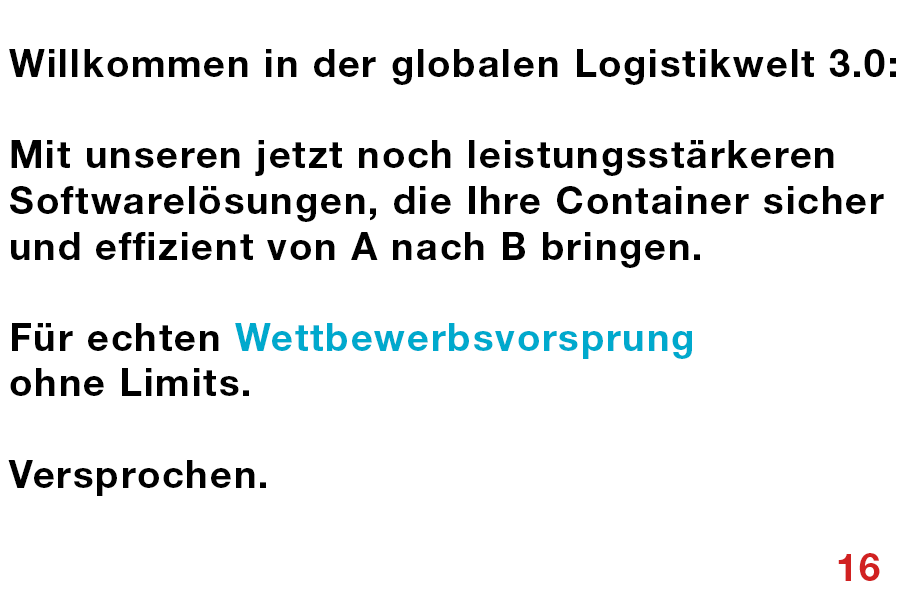 Willkommen in der globalen Logistikwelt 3.0:
Mit unseren jetzt noch leistungsstärkeren
Softwarelösungen, die Ihre Container sicher
und effizient von A nach B bringen.
Für echten Wettbewerbsvorsprung
ohne Limits.
Versprochen.
16